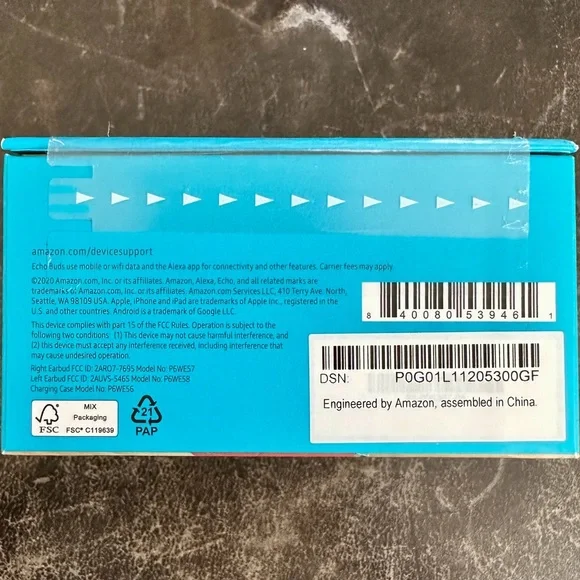 amazon.com/devicesupport
Echo Buds use mobile or wifi data and the Alexa app for connectivity and other features. Carrier fees may apply.
©2020 Amazon.com, Inc. or its affiliates. Amazon, Alexa, Echo, and all related marks are
trademarks of Amazon.com, Inc. or its affiliates. Amazon.com Services LLC, 410 Terry Ave. North,
Seattle, WA 98109 USA. Apple, iPhone and iPad are trademarks of Apple Inc., registered in the
U.S. and other countries. Android is a trademark of Google LLC.
This device complies with part 15 of the FCC Rules. Operation is subject to the
following two conditions: (1) This device may not cause harmful interference, and
(2) this device must accept any interference received, including interference that
may cause undesired operation.
Right Earbud FCC ID: 2ARO7-7695 Model No: P6WES7
Left Earbud FCC ID: 2AUV5-5465 Model No: P6WE58
Charging Case Model No: P6WE5G
8 40080 53946 1
DSN: P0G01L11205300GF
Engineered by Amazon, assembled in China.
FSC
MIX
Packaging
FSC® C119639
21
PAP